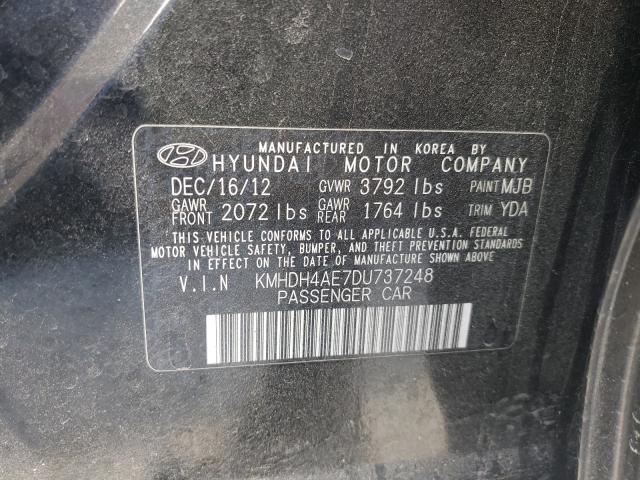 MANUFACTURED IN KOREA BY
HYUNDAI MOTOR COMPANY
DEC/16/12 GVWR 3792 lbs PAINT MJB
GAWR FRONT 2072 lbs GAWR REAR 1764 lbs TRIM YDA
THIS VEHICLE CONFORMS TO ALL APPLICABLE U.S.A. FEDERAL
MOTOR VEHICLE SAFETY, BUMPER, AND THEFT PREVENTION STANDARDS
IN EFFECT ON THE DATE OF MANUFACTURE SHOWN ABOVE
V.I.N KMHDH4AE7DU737248
PASSENGER CAR